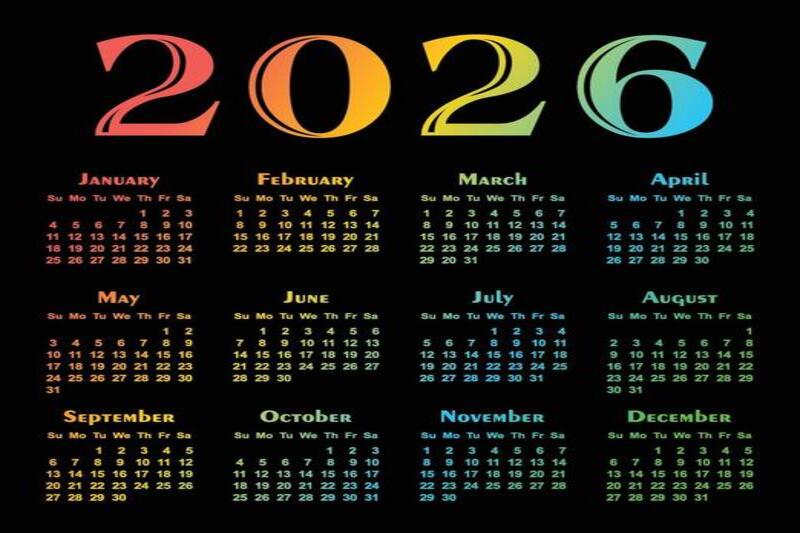 2026
January February March April
Su Mo Tu We Th Fr Sa Su Mo Tu We Th Fr Sa Su Mo Tu We Th Fr Sa Su Mo Tu We Th Fr Sa
1 2 3 1 2 3 4 5 6 7 1 2 3 4 5 6 7 1 2 3 4
4 5 6 7 8 9 10 8 9 10 11 12 13 14 8 9 10 11 12 13 14 5 6 7 8 9 10 11
11 12 13 14 15 16 17 15 16 17 18 19 20 21 15 16 17 18 19 20 21 12 13 14 15 16 17 18
18 19 20 21 22 23 24 22 23 24 25 26 27 28 22 23 24 25 26 27 28 19 20 21 22 23 24 25
25 26 27 28 29 30 31 29 30 31 26 27 28 29 30
May June July August
Su Mo Tu We Th Fr Sa Su Mo Tu We Th Fr Sa Su Mo Tu We Th Fr Sa Su Mo Tu We Th Fr Sa
1 2 1 2 3 4 5 6 1 2 3 4 1
3 4 5 6 7 8 9 7 8 9 10 11 12 13 5 6 7 8 9 10 11 2 3 4 5 6 7 8
10 11 12 13 14 15 16 14 15 16 17 18 19 20 12 13 14 15 16 17 18 9 10 11 12 13 14 15
17 18 19 20 21 22 23 21 22 23 24 25 26 27 19 20 21 22 23 24 25 16 17 18 19 20 21 22
24 25 26 27 28 29 30 28 29 30 26 27 28 29 30 31 23 24 25 26 27 28 29
31 30 31
September October November December
Su Mo Tu We Th Fr Sa Su Mo Tu We Th Fr Sa Su Mo Tu We Th Fr Sa Su Mo Tu We Th Fr Sa
1 2 3 4 5 1 2 3 1 2 3 4 5 6 7 1 2 3 4 5
6 7 8 9 10 11 12 4 5 6 7 8 9 10 8 9 10 11 12 13 14 6 7 8 9 10 11 12
13 14 15 16 17 18 19 11 12 13 14 15 16 17 15 16 17 18 19 20 21 13 14 15 16 17 18 19
20 21 22 23 24 25 26 18 19 20 21 22 23 24 22 23 24 25 26 27 28 20 21 22 23 24 25 26
27 28 29 30 25 26 27 28 29 30 31 29 30 27 28 29 30 31